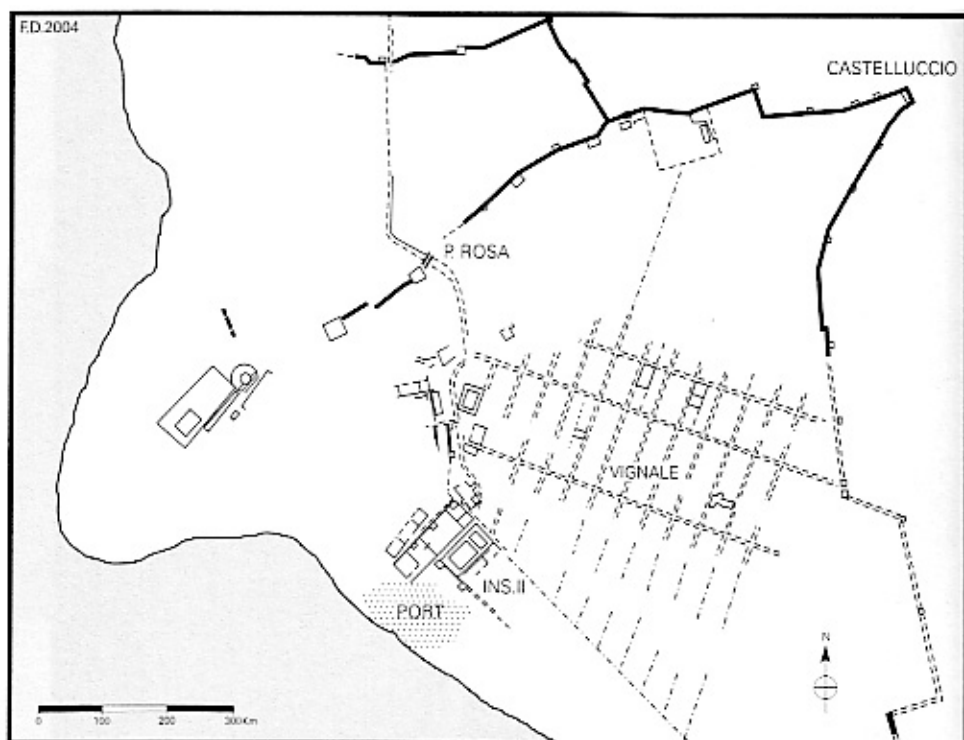 F.D.2004
CASTELLUCCIO
P. ROSA
VIGNALE
INS.II
PORT
N
0 100 200 300Km